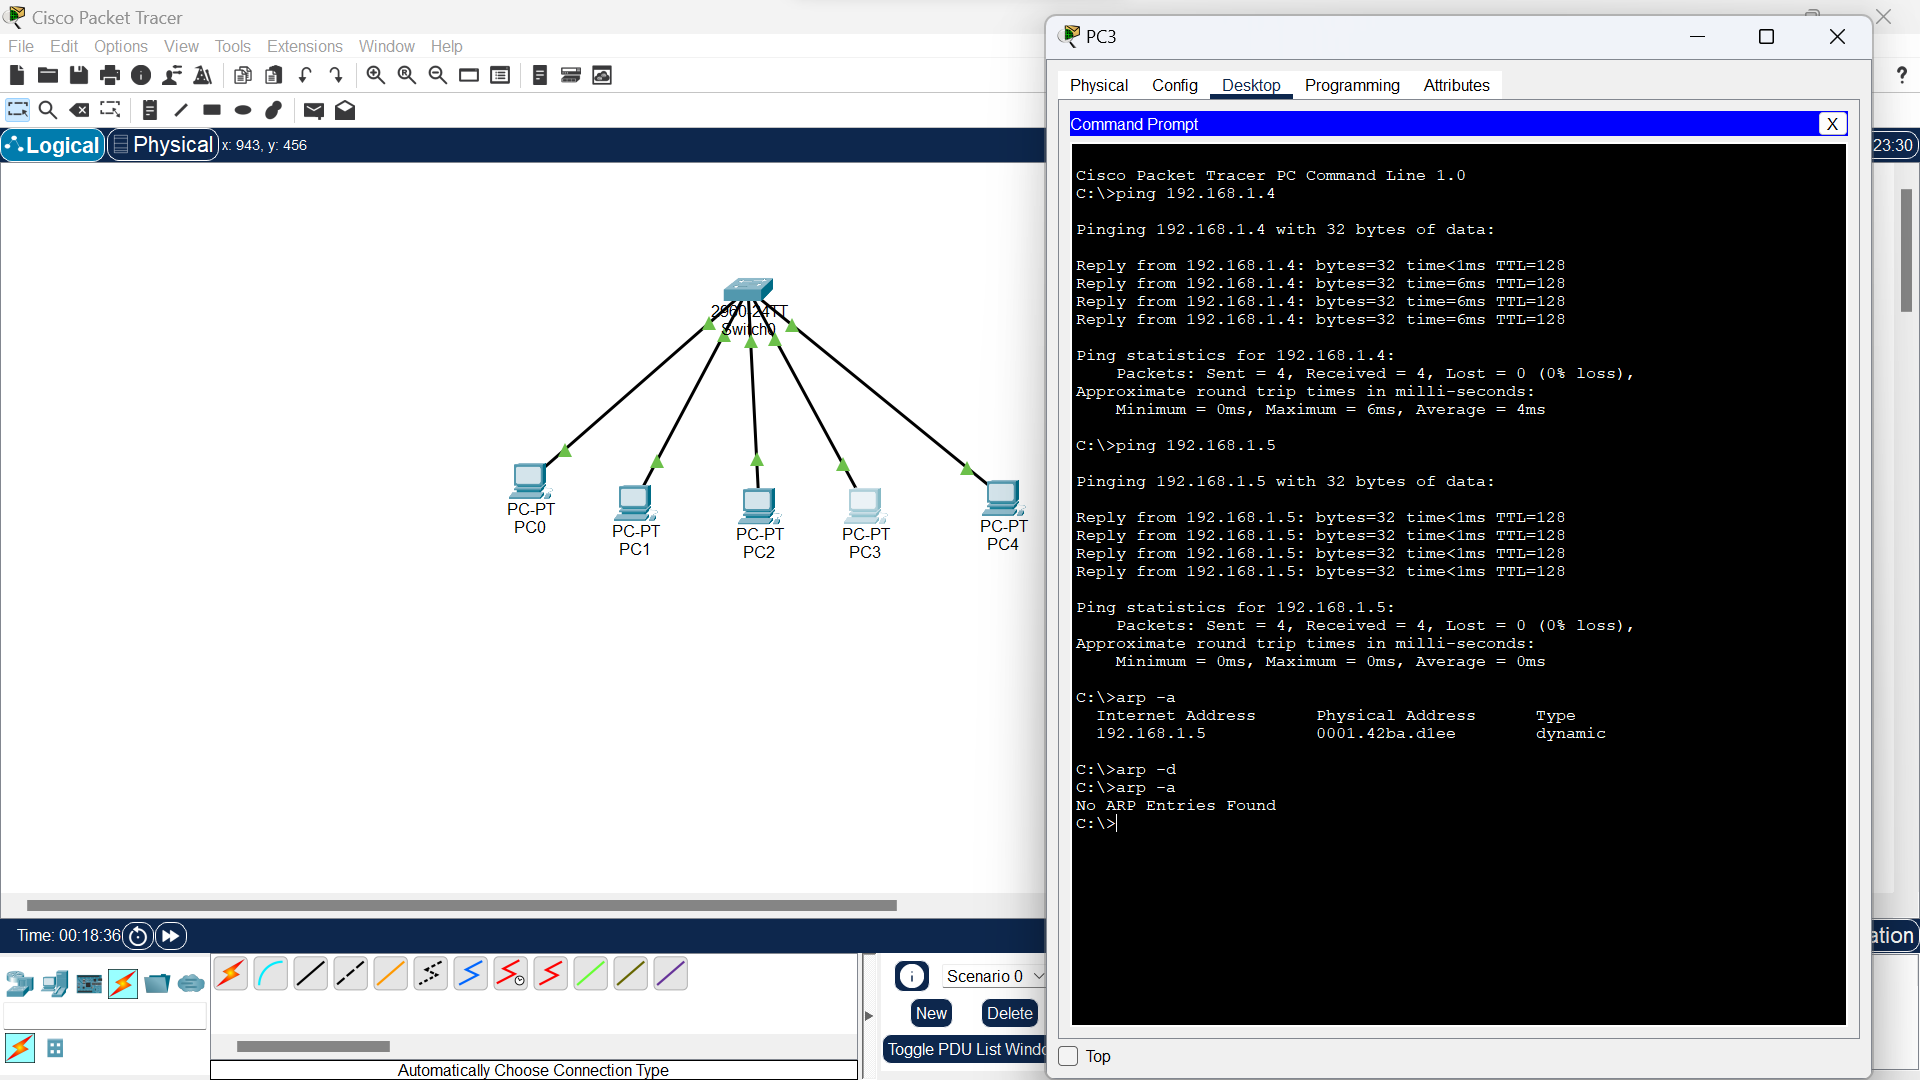 Cisco Packet Tracer
File Edit Options View Tools Extensions Window Help
?
Logical Physical x: 943, y: 456
23:30
2960-24TT
Switch0
PC-PT
PC0
PC-PT
PC1
PC-PT
PC2
PC-PT
PC3
PC-PT
PC4
Time: 00:18:36
ation
Scenario 0
New Delete
Toggle PDU List Windo
Automatically Choose Connection Type
PC3
Physical Config Desktop Programming Attributes
Command Prompt X
Cisco Packet Tracer PC Command Line 1.0
C:\>ping 192.168.1.4
Pinging 192.168.1.4 with 32 bytes of data:
Reply from 192.168.1.4: bytes=32 time<1ms TTL=128
Reply from 192.168.1.4: bytes=32 time=6ms TTL=128
Reply from 192.168.1.4: bytes=32 time=6ms TTL=128
Reply from 192.168.1.4: bytes=32 time=6ms TTL=128
Ping statistics for 192.168.1.4:
Packets: Sent = 4, Received = 4, Lost = 0 (0% loss),
Approximate round trip times in milli-seconds:
Minimum = 0ms, Maximum = 6ms, Average = 4ms
C:\>ping 192.168.1.5
Pinging 192.168.1.5 with 32 bytes of data:
Reply from 192.168.1.5: bytes=32 time<1ms TTL=128
Reply from 192.168.1.5: bytes=32 time<1ms TTL=128
Reply from 192.168.1.5: bytes=32 time<1ms TTL=128
Reply from 192.168.1.5: bytes=32 time<1ms TTL=128
Ping statistics for 192.168.1.5:
Packets: Sent = 4, Received = 4, Lost = 0 (0% loss),
Approximate round trip times in milli-seconds:
Minimum = 0ms, Maximum = 0ms, Average = 0ms
C:\>arp -a
Internet Address Physical Address Type
192.168.1.5 0001.42ba.d1ee dynamic
C:\>arp -d
C:\>arp -a
No ARP Entries Found
C:\>
Top